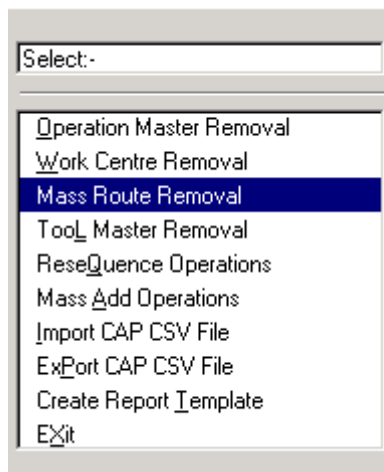 Select:-
Operation Master Removal
Work Centre Removal
Mass Route Removal
TooL Master Removal
ReseQuence Operations
Mass Add Operations
Import CAP CSV File
ExPort CAP CSV File
Create Report Template
EXit